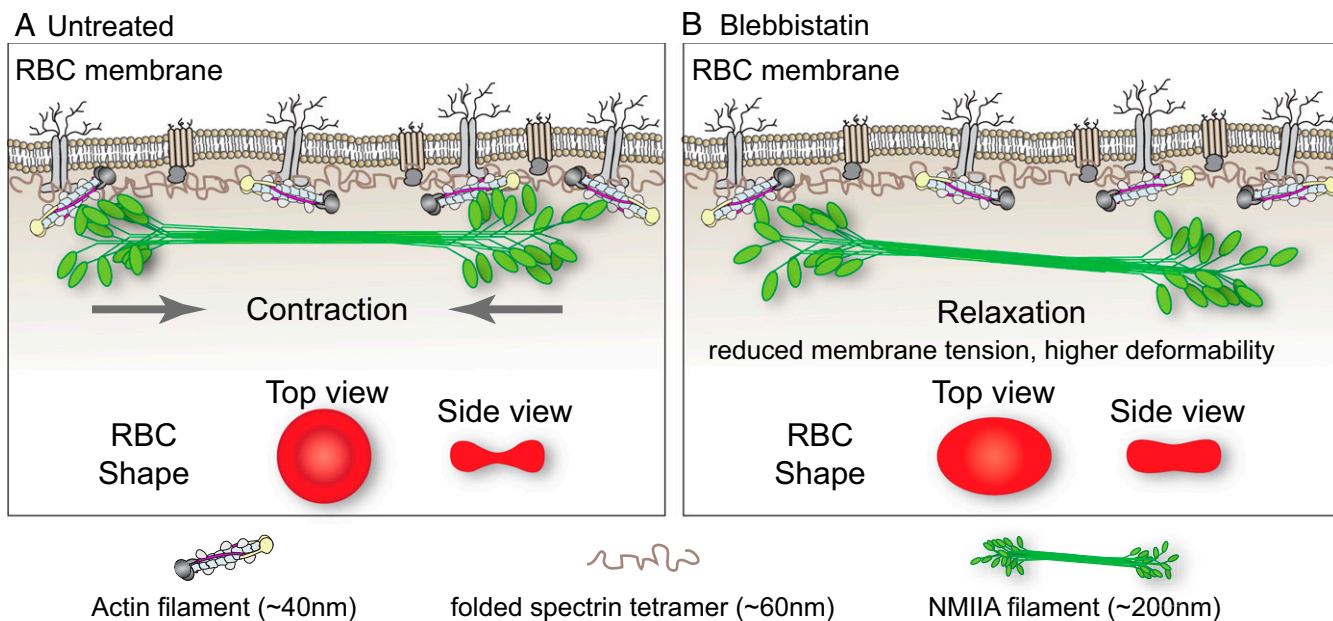 A Untreated
RBC membrane
Contraction
Top view
Side view
RBC
Shape
B Blebbistatin
RBC membrane
Relaxation
reduced membrane tension, higher deformability
Top view
Side view
RBC
Shape
Actin filament (~40nm)
folded spectrin tetramer (~60nm)
NMIIA filament (~200nm)